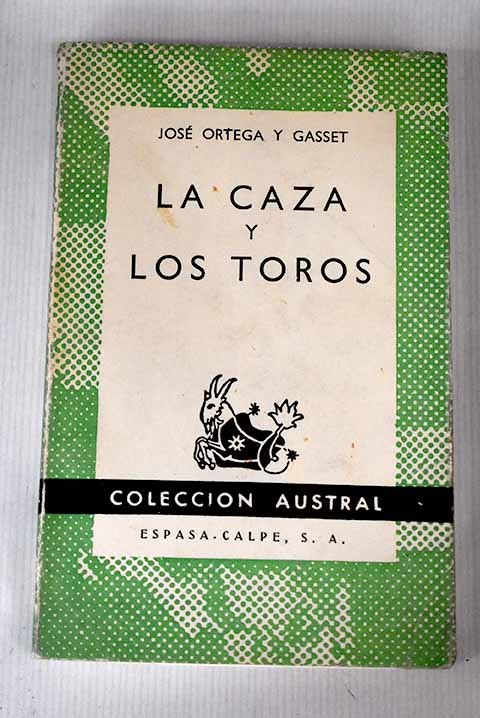 JOSÉ ORTEGA Y GASSET
LA CAZA
Y
LOS TOROS
COLECCION AUSTRAL
ESPASA-CALPE, S. A.